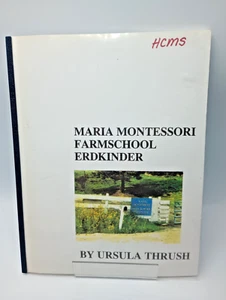 HCMS
MARIA MONTESSORI
FARMSCHOOL
ERDKINDER
BY URSULA THRUSH